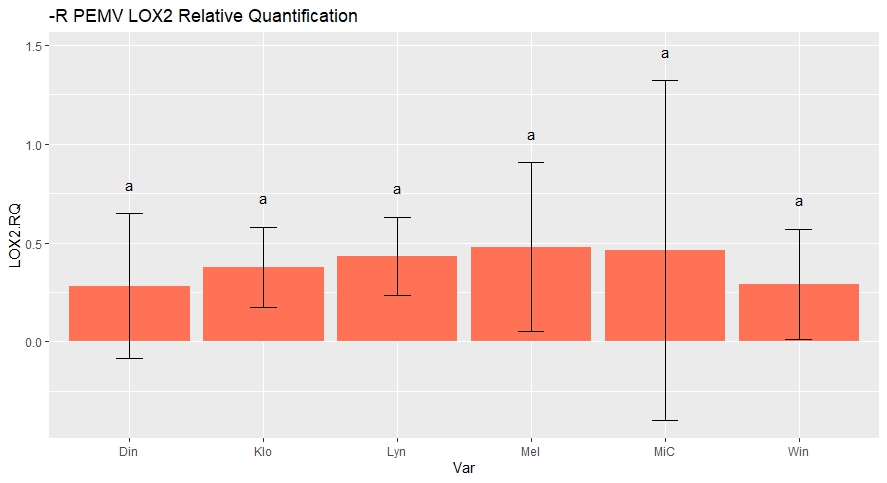 -R PEMV LOX2 Relative Quantification
1.5
1.0
0.5
0.0
LOX2.RQ
a
a
a
a
a
a
Din Klo Lyn Mel MiC Win
Var